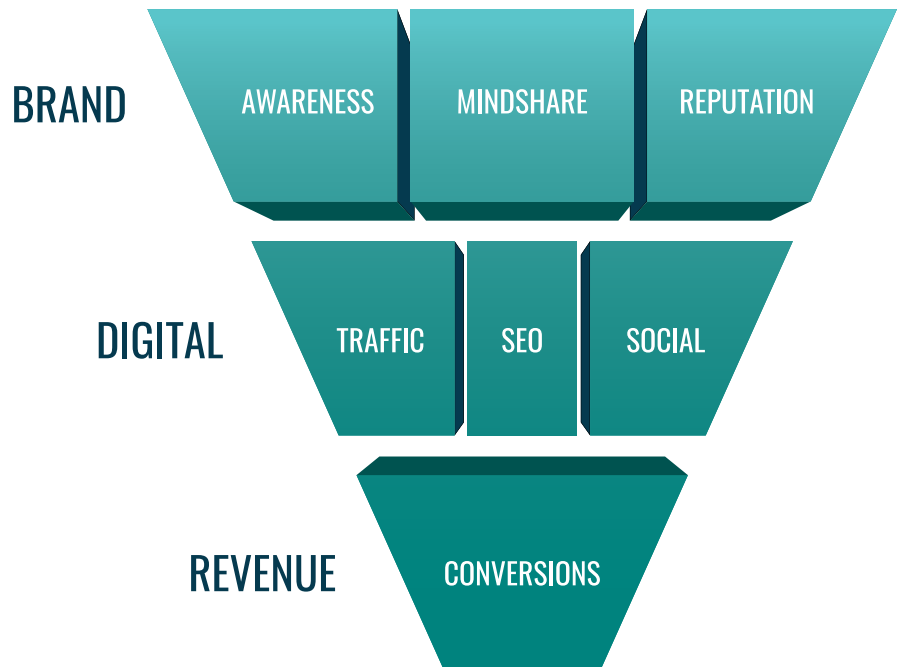 BRAND
AWARENESS
MINDSHARE
REPUTATION
DIGITAL
TRAFFIC
SEO
SOCIAL
REVENUE
CONVERSIONS